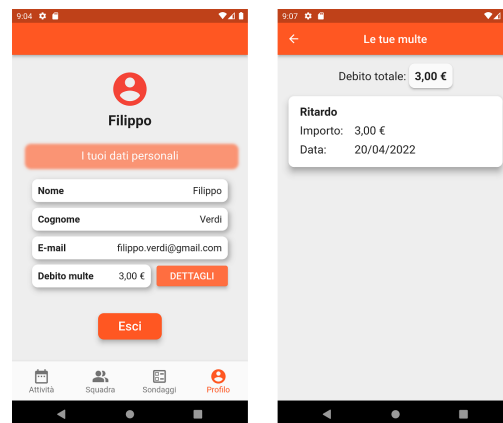 9:04
Filippo
I tuoi dati personali
Nome Filippo
Cognome Verdi
E-mail filippo.verdi@gmail.com
Debito multe 3,00 € DETTAGLI
Esci
Attività Squadra Sondaggi Profilo
9:07
Le tue multe
Debito totale: 3,00 €
Ritardo
Importo: 3,00 €
Data: 20/04/2022